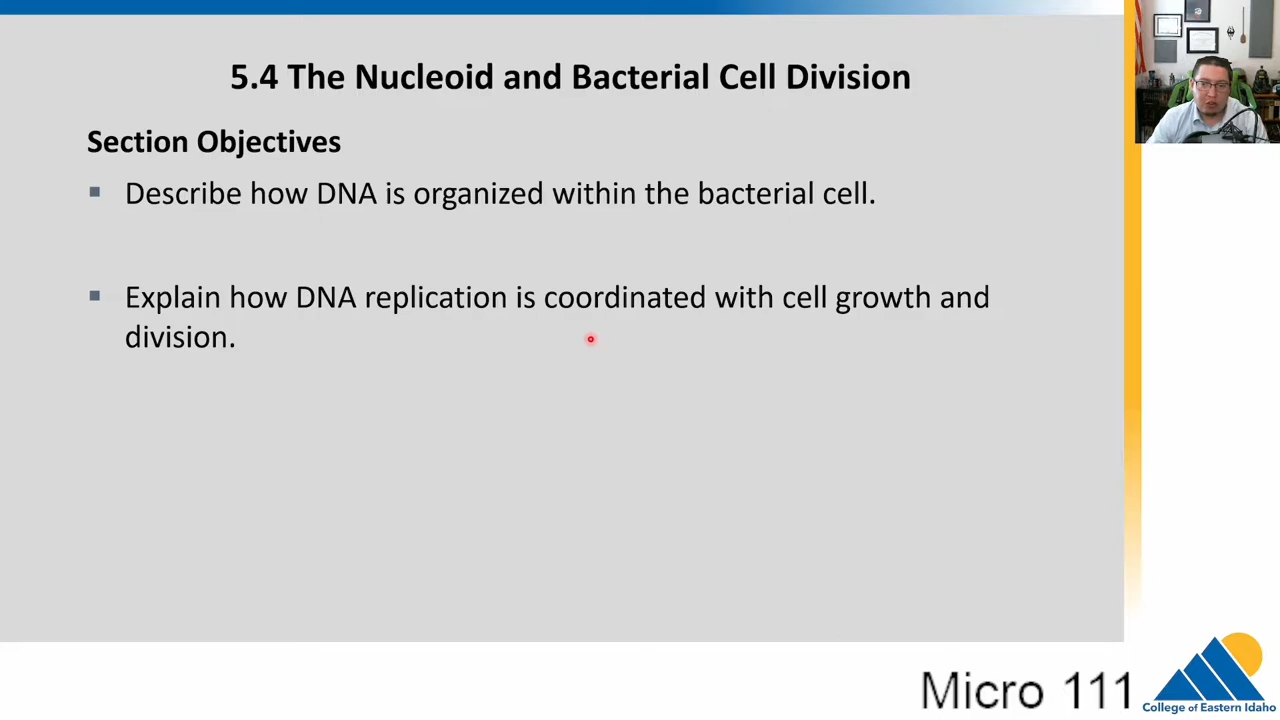 5.4 The Nucleoid and Bacterial Cell Division
Section Objectives
Describe how DNA is organized within the bacterial cell.
Explain how DNA replication is coordinated with cell growth and
division.
Micro 111
College of Eastern Idaho